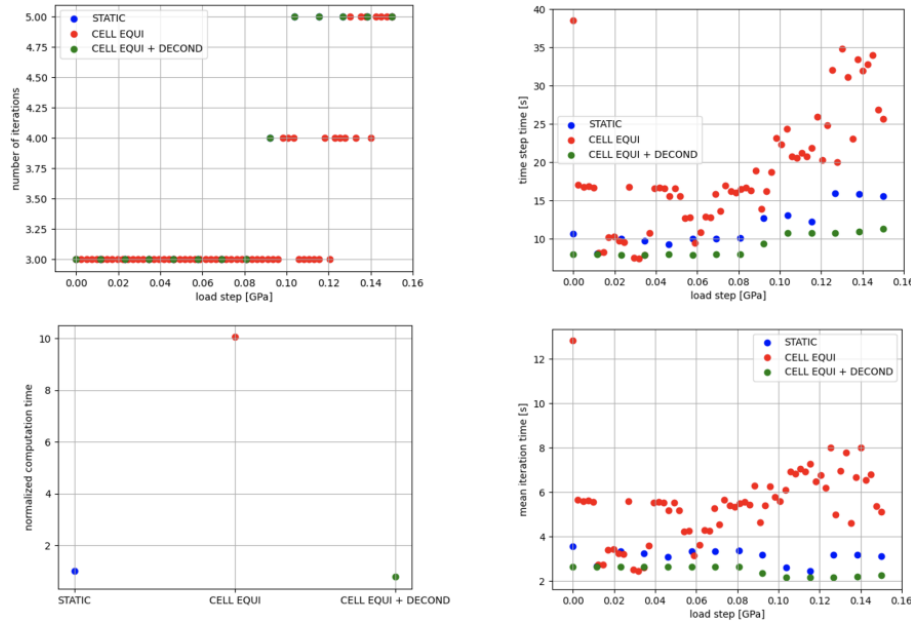 5.00
4.75
4.50
4.25
4.00
3.75
3.50
3.25
3.00
number of iterations
STATIC
CELL EQUI
CELL EQUI + DECOND
0.00 0.02 0.04 0.06 0.08 0.10 0.12 0.14 0.16
load step [GPa]
40
35
30
25
20
15
10
time step time [s]
STATIC
CELL EQUI
CELL EQUI + DECOND
0.00 0.02 0.04 0.06 0.08 0.10 0.12 0.14 0.16
load step [GPa]
10
8
6
4
2
normalized computation time
STATIC CELL EQUI CELL EQUI + DECOND
12
10
8
6
4
2
mean iteration time [s]
STATIC
CELL EQUI
CELL EQUI + DECOND
0.00 0.02 0.04 0.06 0.08 0.10 0.12 0.14 0.16
load step [GPa]